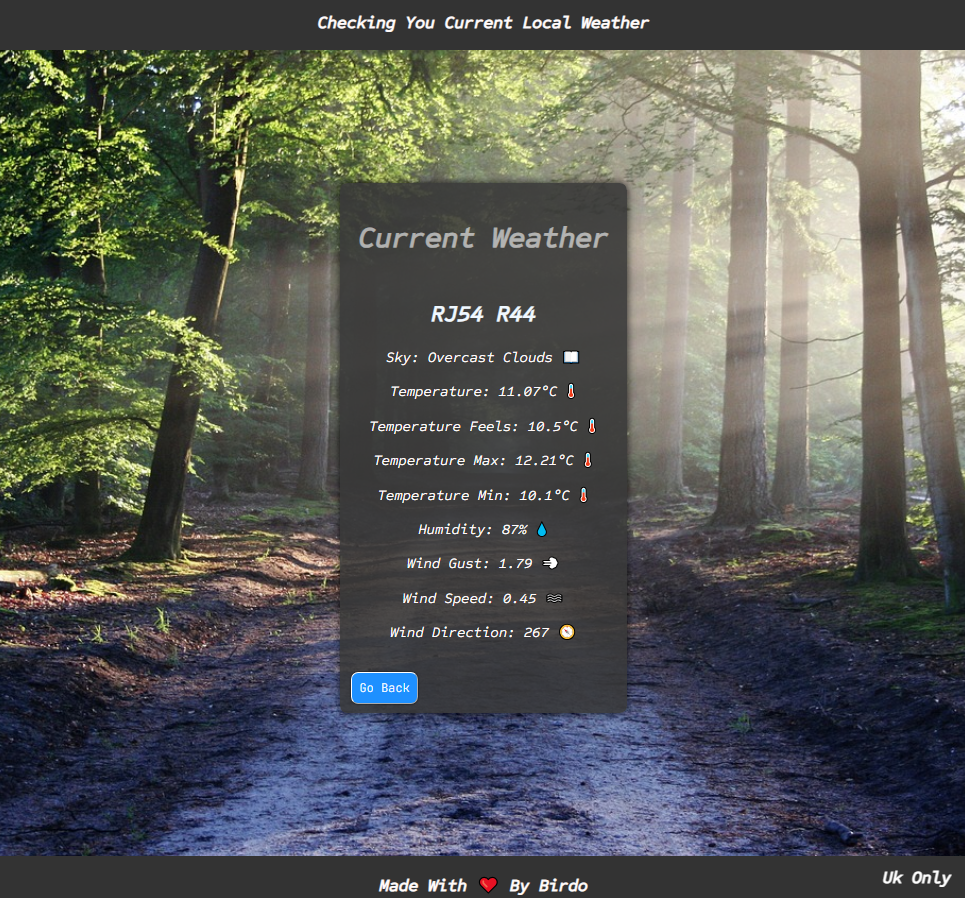 Checking You Current Local Weather
Current Weather
RJ54 R44
Sky: Overcast Clouds 
Temperature: 11.07°C 🌡
Temperature Feels: 10.5°C 🌡
Temperature Max: 12.21°C 🌡
Temperature Min: 10.1°C 🌡
Humidity: 87% 💧
Wind Gust: 1.79 
Wind Speed: 0.45 
Wind Direction: 267 🧭
Go Back
Made With ❤ By Birdo
Uk Only